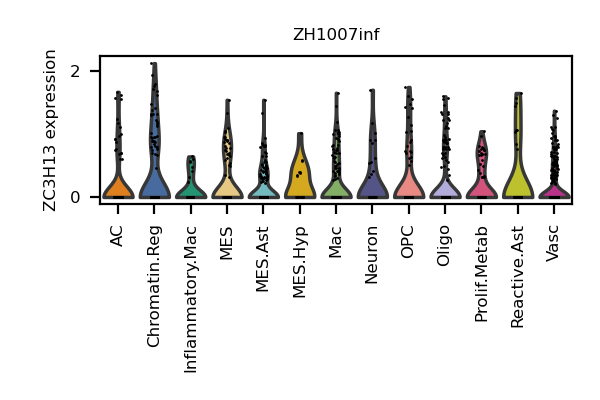 ZH1007inf
ZC3H13 expression
2
0
AC
Chromatin.Reg
Inflammatory.Mac
MES
MES.Ast
MES.Hyp
Mac
Neuron
OPC
Oligo
Prolif.Metab
Reactive.Ast
Vasc